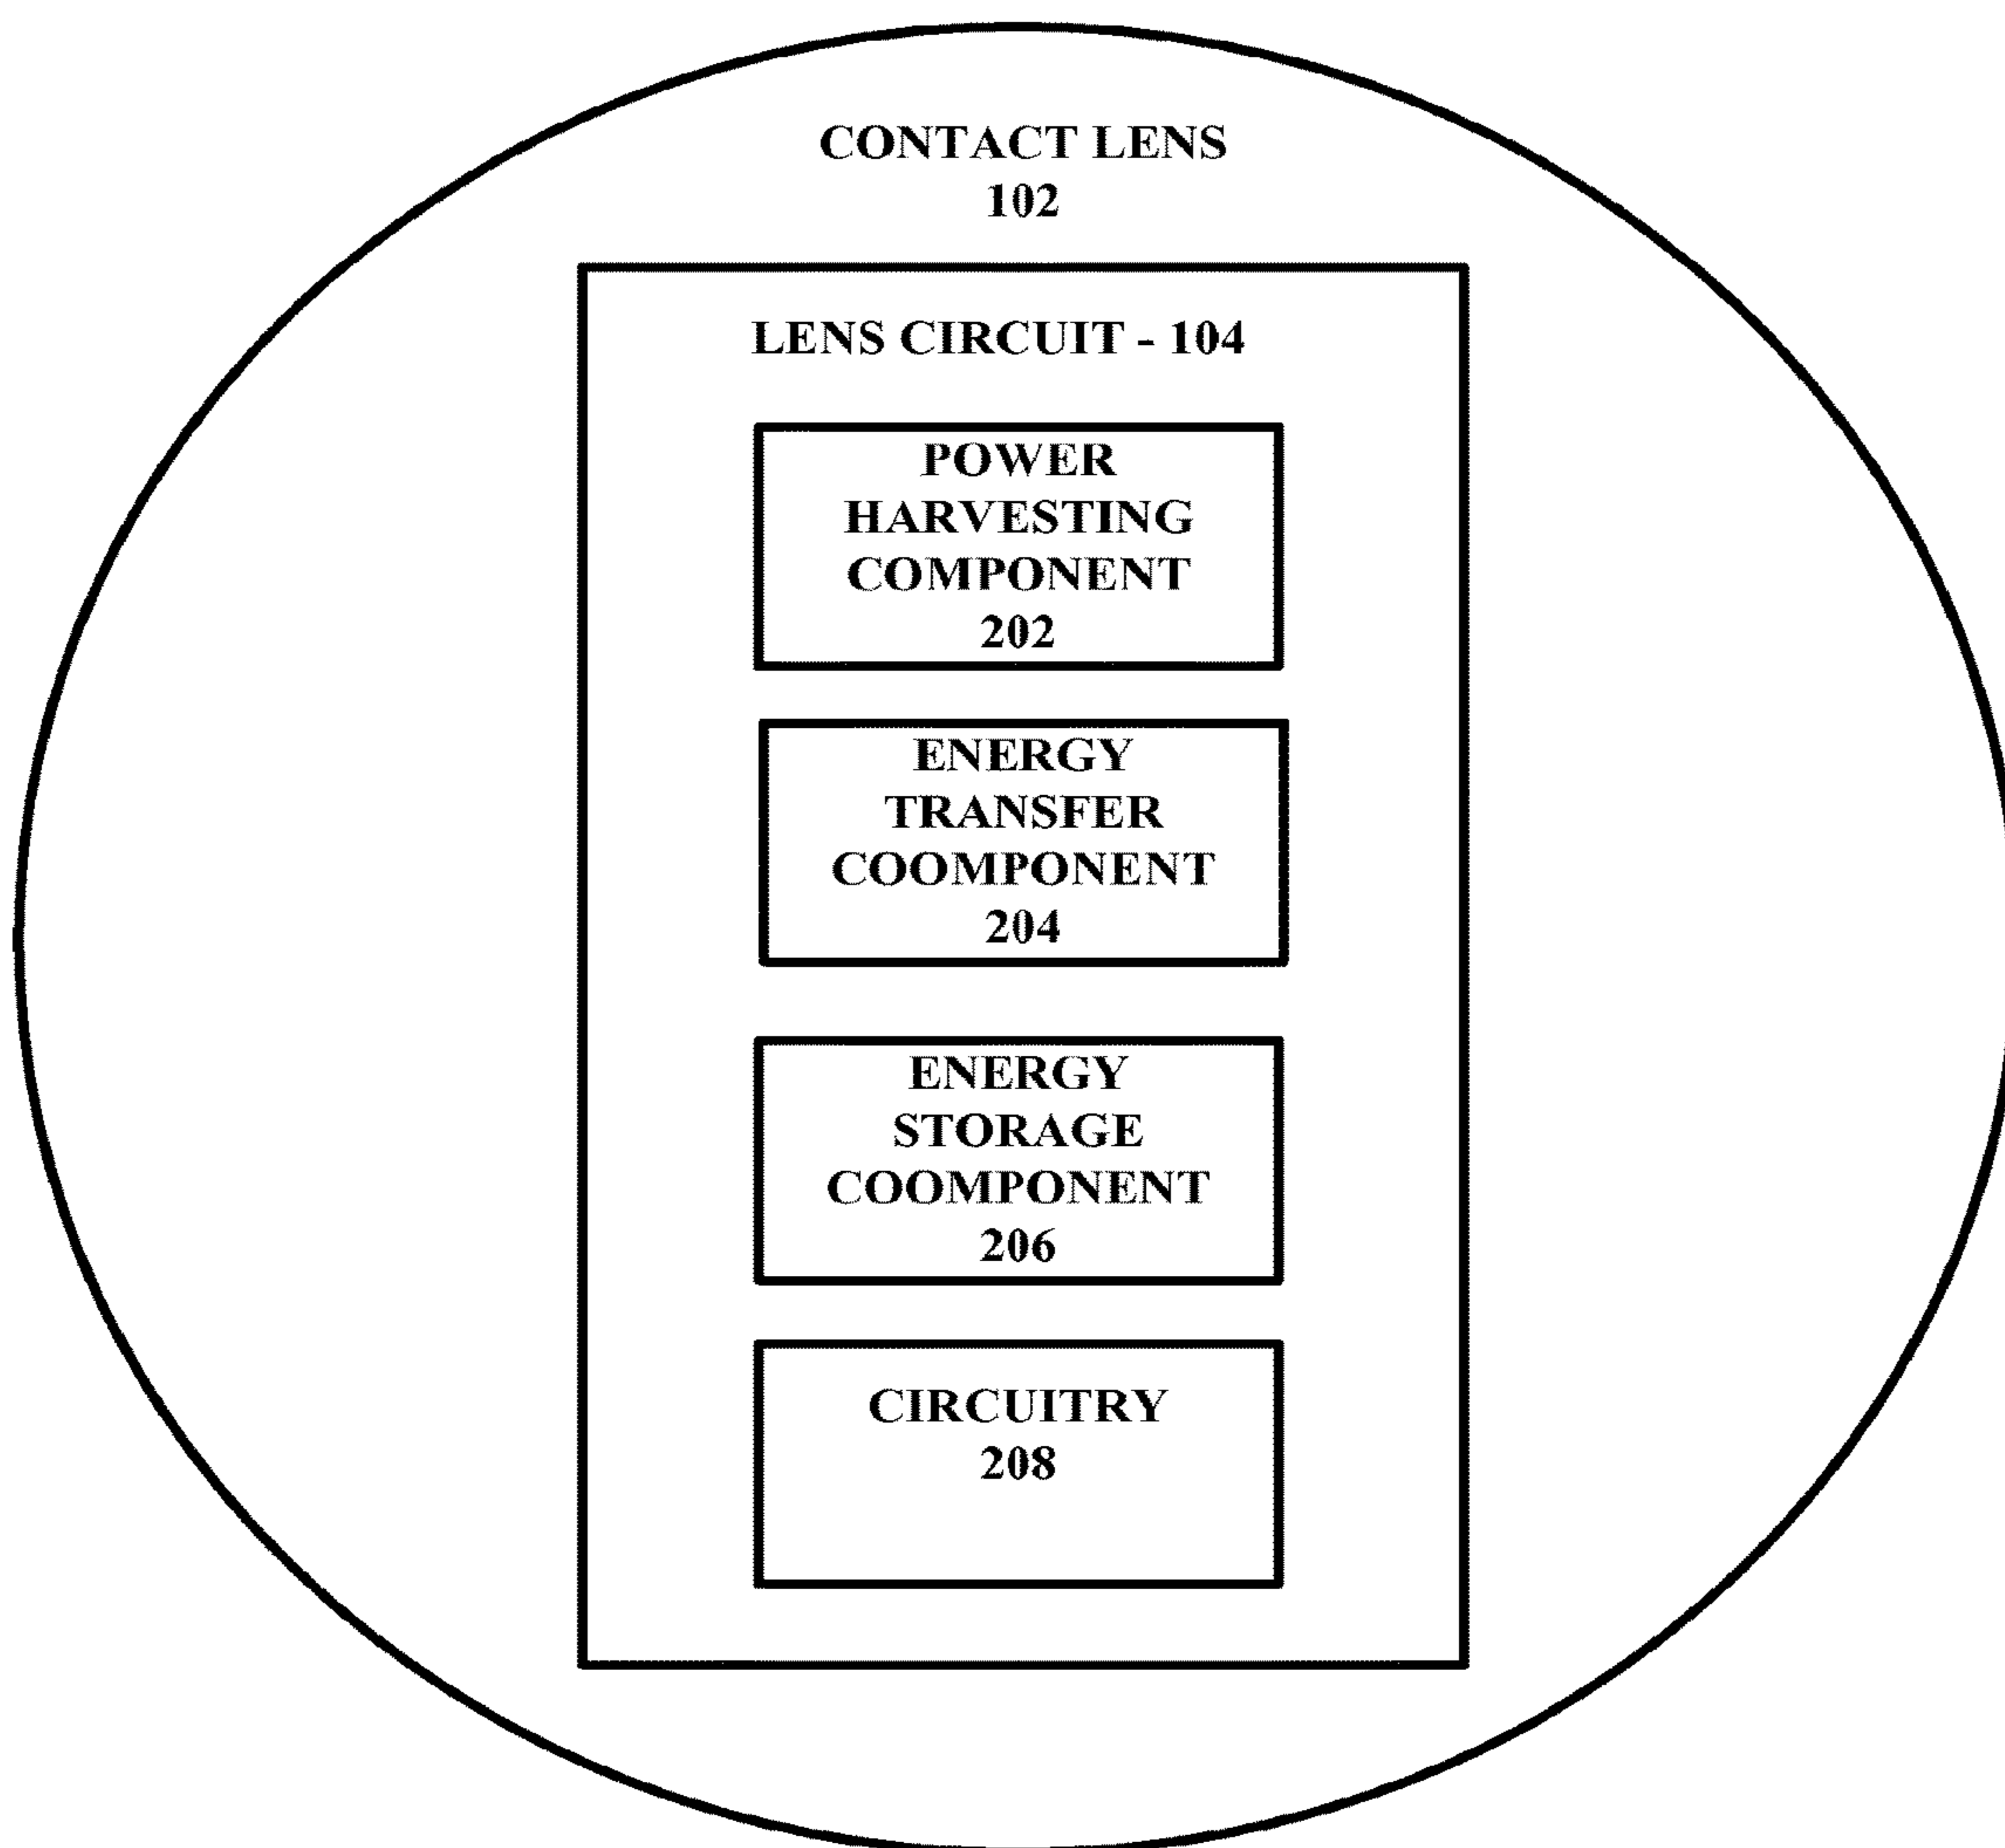 CONTACT LENS
102
LENS CIRCUIT - 104
POWER
HARVESTING
COMPONENT
202
ENERGY
TRANSFER
COOMPONENT
204
ENERGY
STORAGE
COOMPONENT
206
CIRCUITRY
208